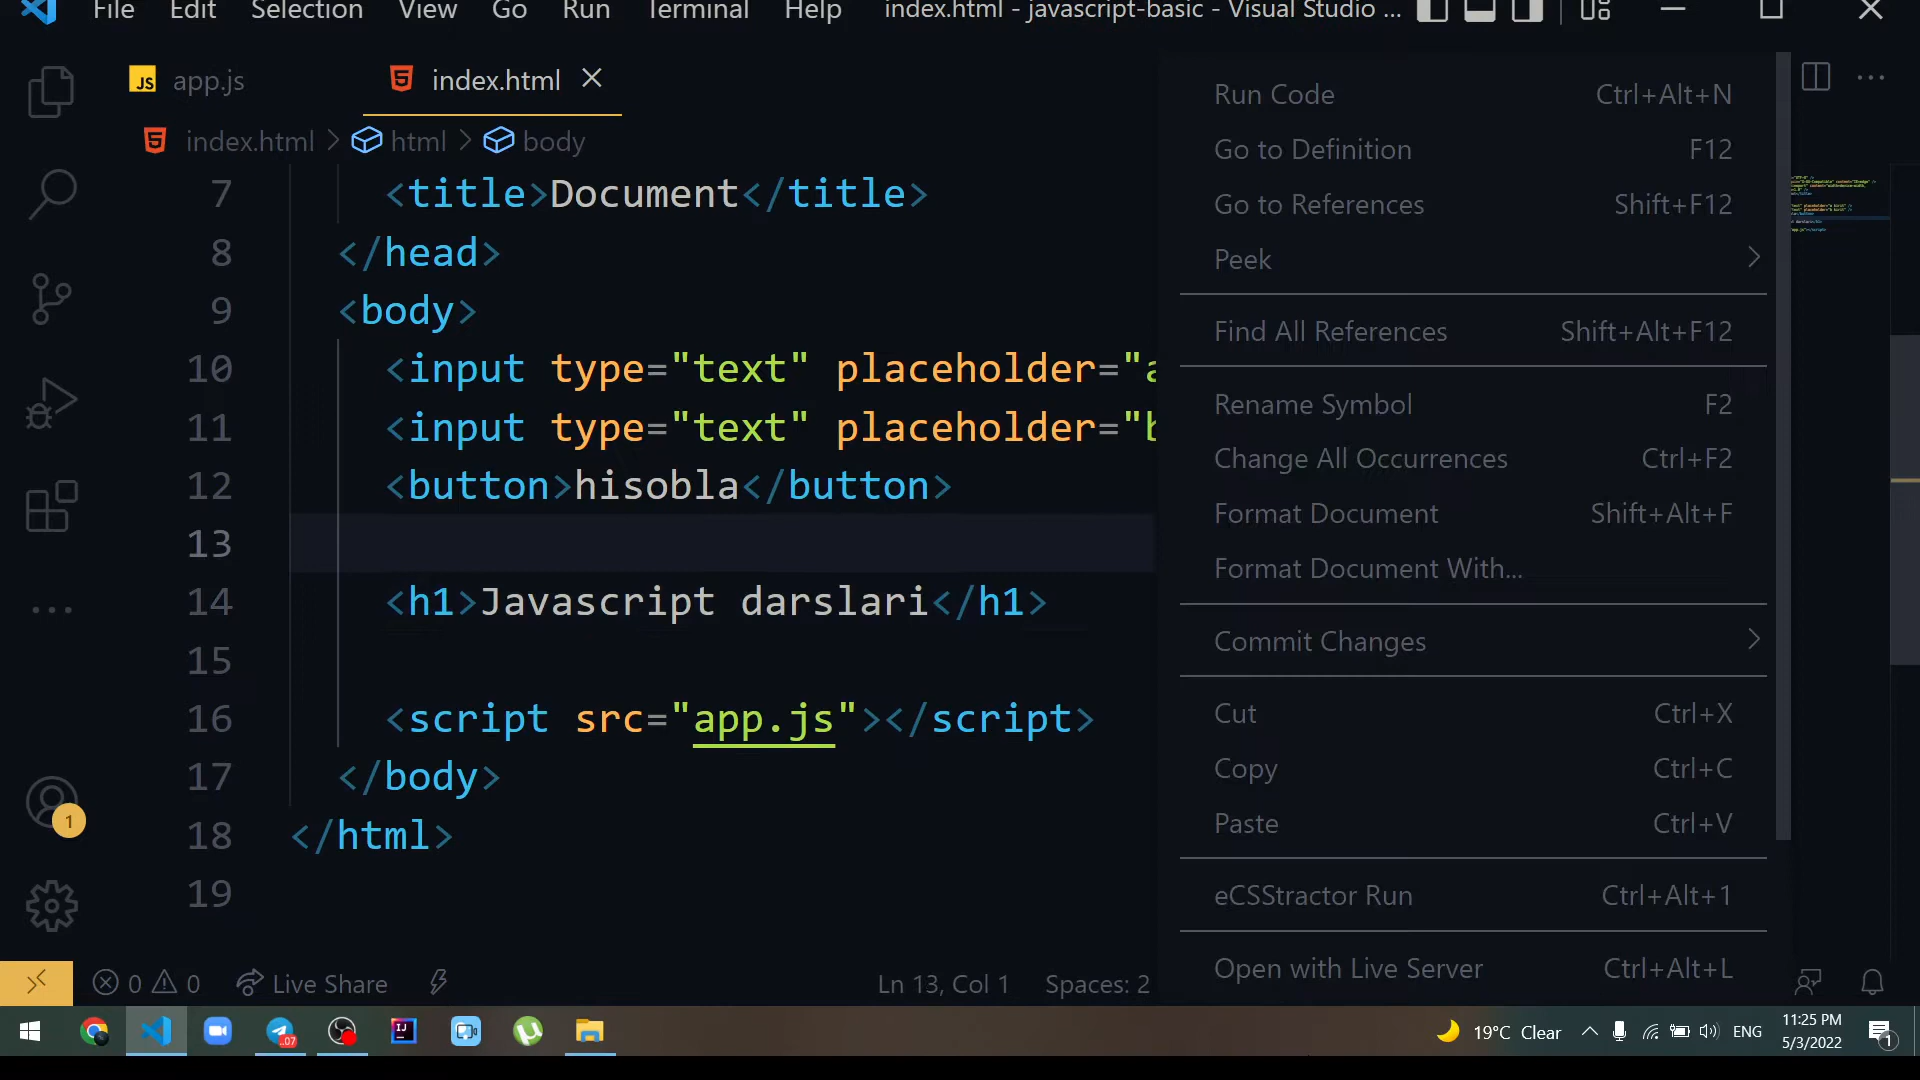 File Edit Selection View Go Run Terminal Help index.html - javascript-basic - Visual Studio ...
JS app.js 5 index.html
5 index.html > html > body
7 <title>Document</title>
8 </head>
9 <body>
10 <input type="text" placeholder="a
11 <input type="text" placeholder="b
12 <button>hisobla</button>
13
14 <h1>Javascript darslari</h1>
15
16 <script src="app.js"></script>
17 </body>
18 </html>
19
Run Code Ctrl+Alt+N
Go to Definition F12
Go to References Shift+F12
Peek
Find All References Shift+Alt+F12
Rename Symbol F2
Change All Occurrences Ctrl+F2
Format Document Shift+Alt+F
Format Document With...
Commit Changes
Cut Ctrl+X
Copy Ctrl+C
Paste Ctrl+V
eCSStractor Run Ctrl+Alt+1
Open with Live Server Ctrl+Alt+L
1
0 0 Live Share Ln 13, Col 1 Spaces: 2
19°C Clear ENG 11:25 PM
5/3/2022
1
..07
IJ